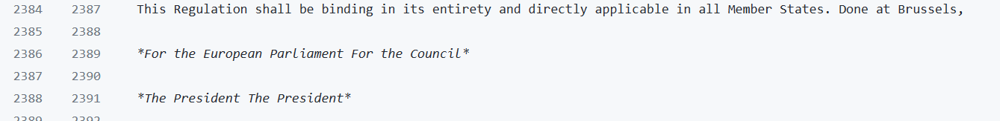 2384 2387 This Regulation shall be binding in its entirety and directly applicable in all Member States. Done at Brussels,
2385 2388
2386 2389 *For the European Parliament For the Council*
2387 2390
2388 2391 *The President The President*
2389 2392